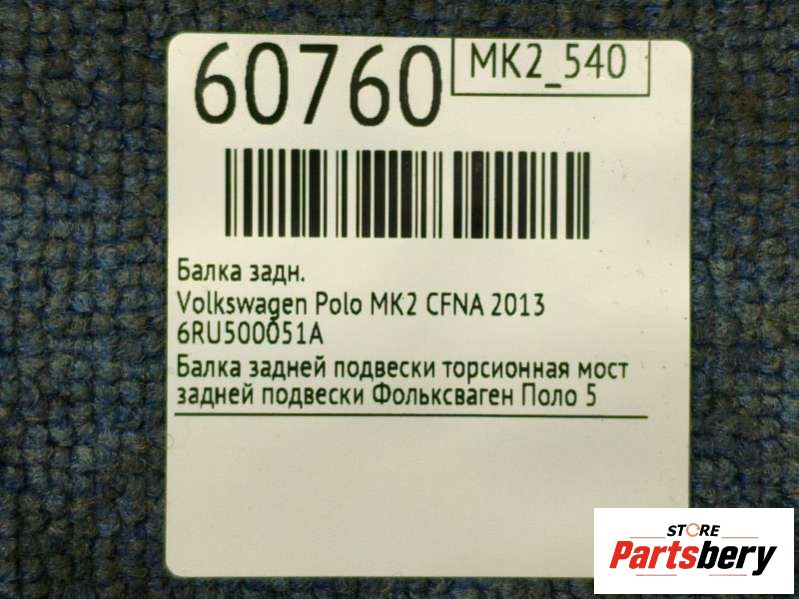 60760
MK2_540
Балка задн.
Volkswagen Polo MK2 CFNA 2013
6RU500051A
Балка задней подвески торсионная мост
задней подвески Фольксваген Поло 5
STORE
Partsbery